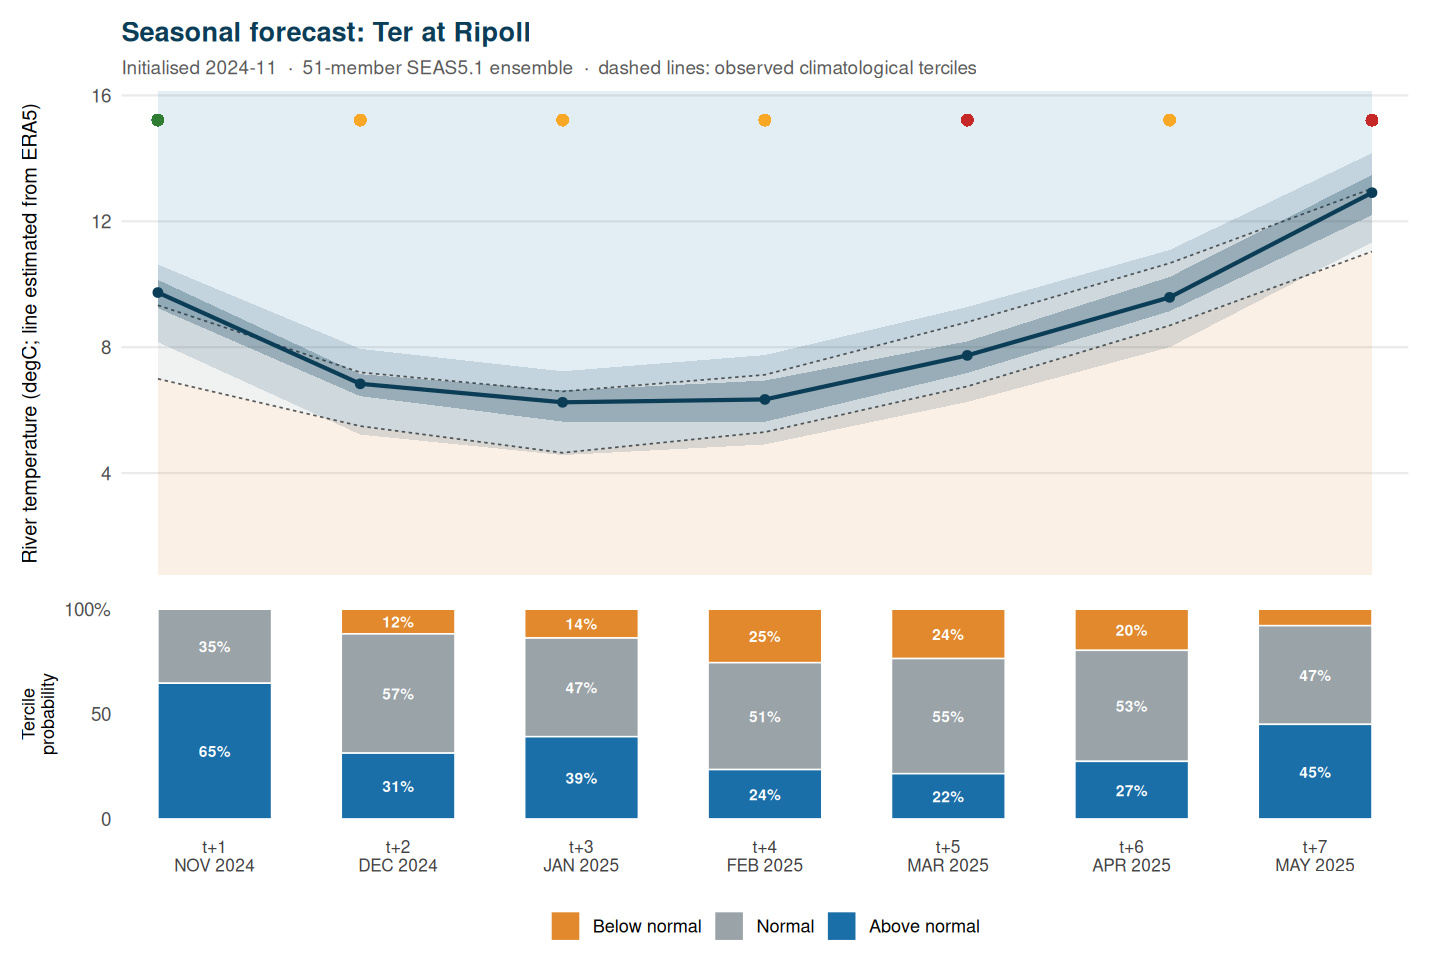 Seasonal forecast: Ter at Ripoll
Initialised 2024-11 · 51-member SEAS5.1 ensemble · dashed lines: observed climatological terciles
River temperature (degC; line estimated from ERA5)
16
12
8
4
Tercile
probability
100%
50
0
35%
65%
12%
57%
31%
14%
47%
39%
25%
51%
24%
24%
55%
22%
20%
53%
27%
47%
45%
t+1
NOV 2024
t+2
DEC 2024
t+3
JAN 2025
t+4
FEB 2025
t+5
MAR 2025
t+6
APR 2025
t+7
MAY 2025
Below normal
Normal
Above normal